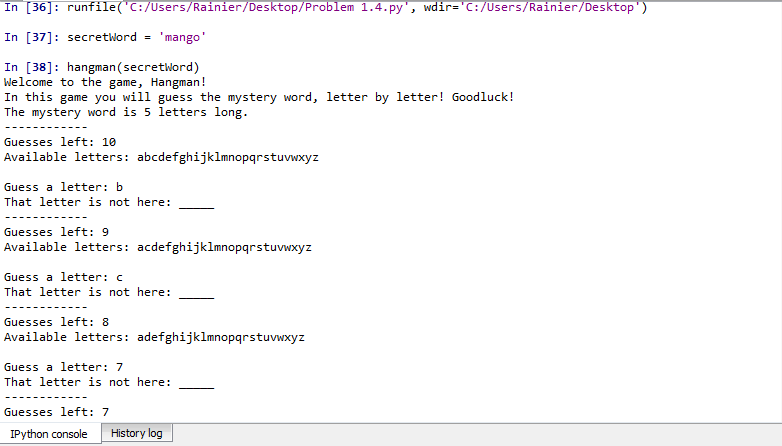 In [36]: runfile('C:/Users/Rainier/Desktop/Problem 1.4.py', wdir='C:/Users/Rainier/Desktop')
In [37]: secretWord = 'mango'
In [38]: hangman(secretWord)
Welcome to the game, Hangman!
In this game you will guess the mystery word, letter by letter! Goodluck!
The mystery word is 5 letters long.
------------
Guesses left: 10
Available letters: abcdefghijklmnopqrstuvwxyz
Guess a letter: b
That letter is not here: _____
------------
Guesses left: 9
Available letters: acdefghijklmnopqrstuvwxyz
Guess a letter: c
That letter is not here: _____
------------
Guesses left: 8
Available letters: adefghijklmnopqrstuvwxyz
Guess a letter: 7
That letter is not here: _____
------------
Guesses left: 7
IPython console History log